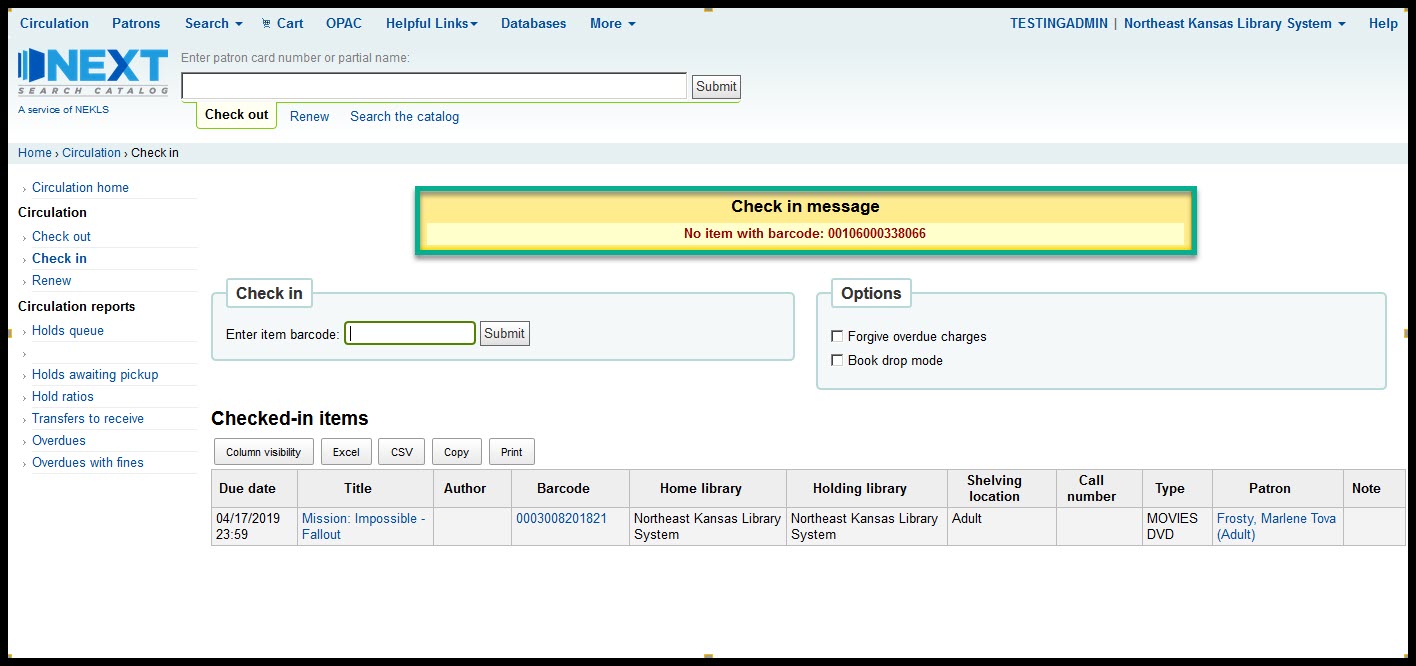 Circulation Patrons Search Cart OPAC Helpful Links Databases More TESTINGADMIN | Northeast Kansas Library System Help
NEXT
SEARCH CATALOG
A service of NEKLS
Enter patron card number or partial name:
Submit
Check out Renew Search the catalog
Home › Circulation › Check in
› Circulation home
Circulation
› Check out
› Check in
› Renew
Circulation reports
› Holds queue
›
› Holds awaiting pickup
› Hold ratios
› Transfers to receive
› Overdues
› Overdues with fines
Check in message
No item with barcode: 00106000338066
Check in
Enter item barcode: Submit
Options
Forgive overdue charges
Book drop mode
Checked-in items
Column visibility Excel CSV Copy Print
Due date Title Author Barcode Home library Holding library Shelving location Call number Type Patron Note
04/17/2019 Mission: Impossible - 0003008201821 Northeast Kansas Library Northeast Kansas Library Adult MOVIES Frosty, Marlene Tova
23:59 Fallout System System DVD (Adult)